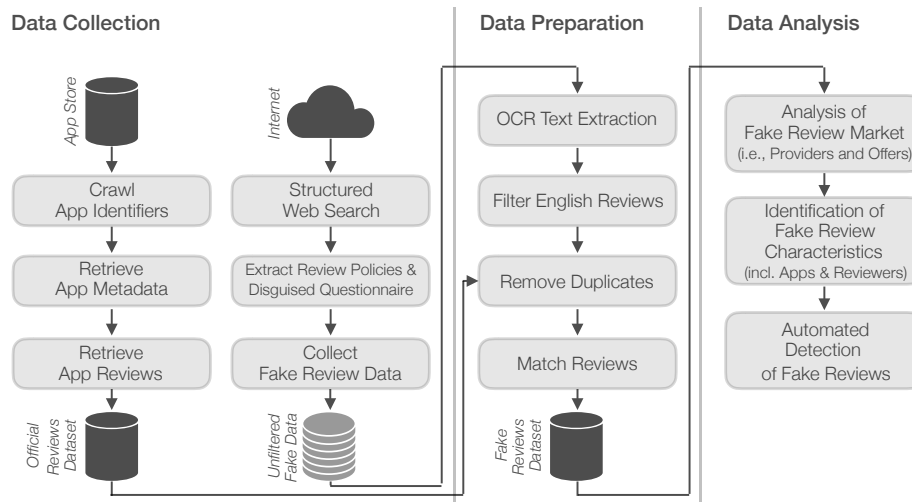 Data Collection
App Store
Crawl
App Identifiers
Retrieve
App Metadata
Retrieve
App Reviews
Official
Reviews
Dataset
Internet
Structured
Web Search
Extract Review Policies &
Disguised Questionnaire
Collect
Fake Review Data
Unfiltered
Fake Data
Data Preparation
OCR Text Extraction
Filter English Reviews
Remove Duplicates
Match Reviews
Fake
Reviews
Dataset
Data Analysis
Analysis of
Fake Review Market
(i.e., Providers and Offers)
Identification of
Fake Review
Characteristics
(incl. Apps & Reviewers)
Automated
Detection
of Fake Reviews